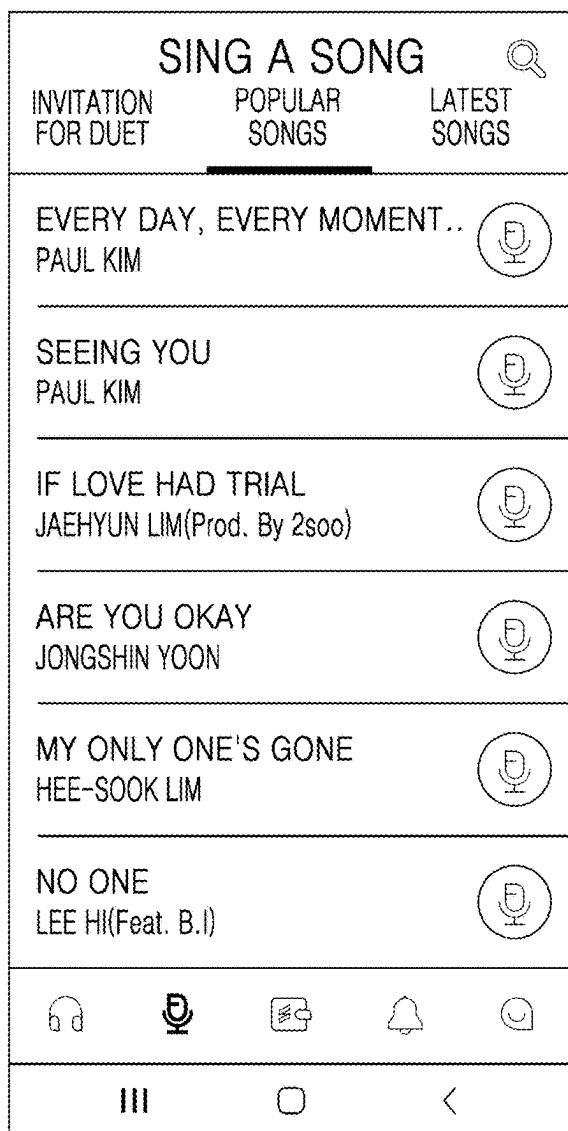 SING A SONG
INVITATION FOR DUET
POPULAR SONGS
LATEST SONGS
EVERY DAY, EVERY MOMENT..
PAUL KIM
SEEING YOU
PAUL KIM
IF LOVE HAD TRIAL
JAEHYUN LIM(Prod. By 2soo)
ARE YOU OKAY
JONGSHIN YOON
MY ONLY ONE'S GONE
HEE-SOOK LIM
NO ONE
LEE HI(Feat. B.I)